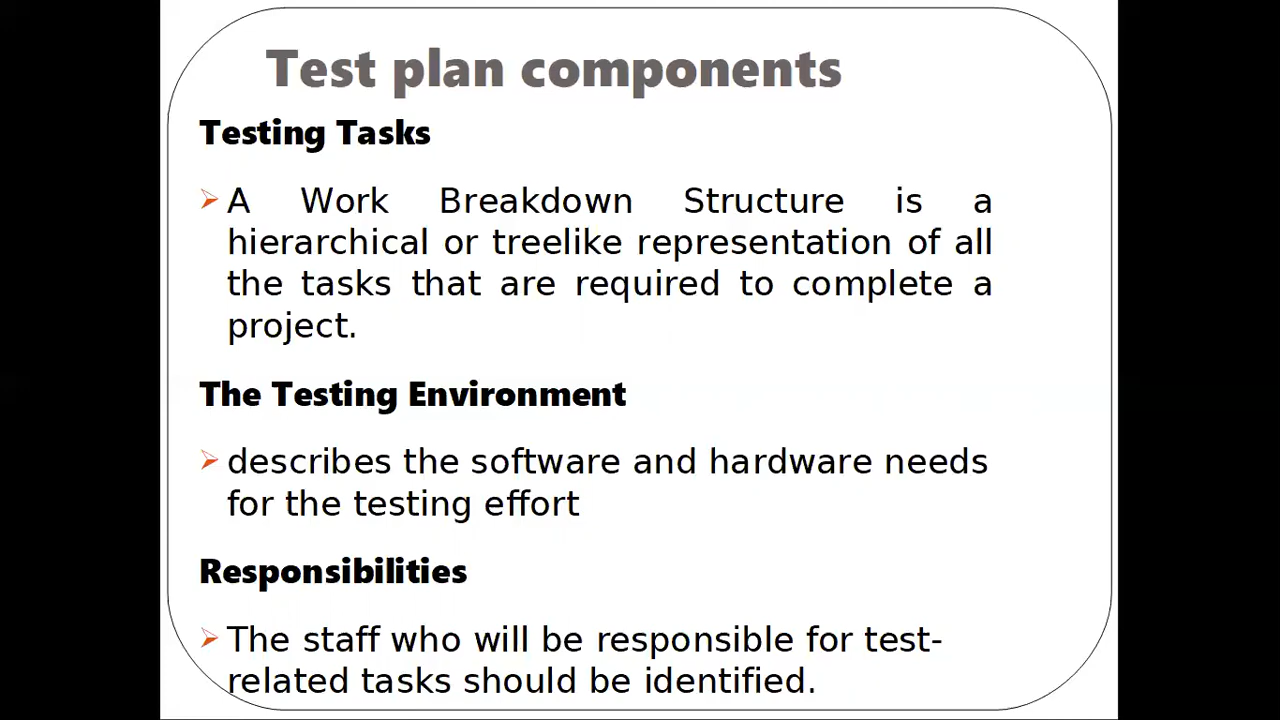 Test plan components
Testing Tasks
A Work Breakdown Structure is a
hierarchical or treelike representation of all
the tasks that are required to complete a
project.
The Testing Environment
describes the software and hardware needs
for the testing effort
Responsibilities
The staff who will be responsible for test-
related tasks should be identified.